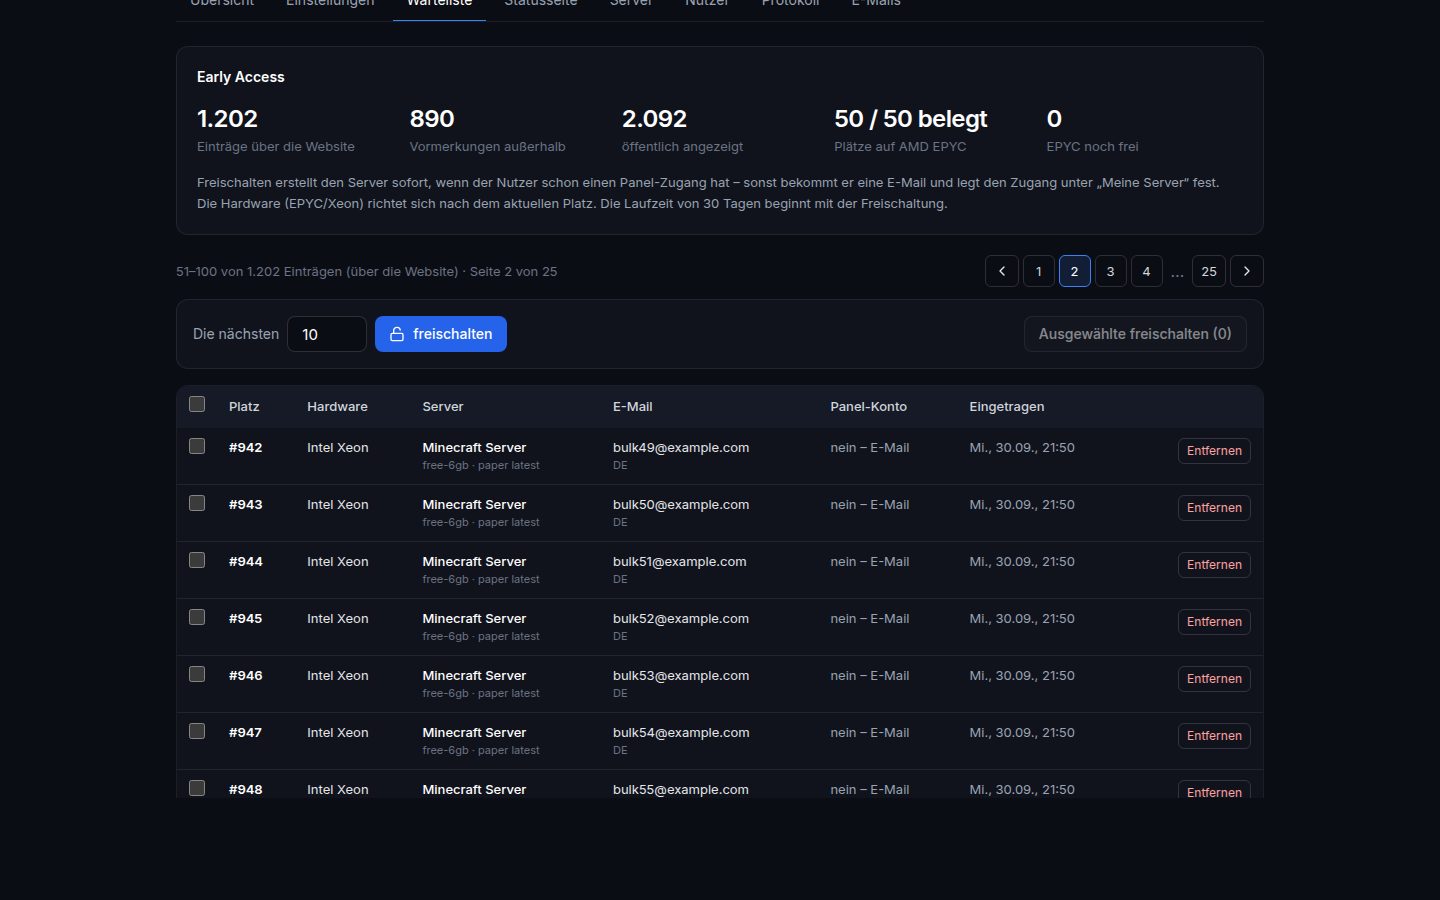 Übersicht Einstellungen Warteliste Statusseite Server Nutzer Protokoll E-Mails
Early Access
1.202 890 2.092 50 / 50 belegt 0
Einträge über die Website Vormerkungen außerhalb öffentlich angezeigt Plätze auf AMD EPYC EPYC noch frei
Freischalten erstellt den Server sofort, wenn der Nutzer schon einen Panel-Zugang hat – sonst bekommt er eine E-Mail und legt den Zugang unter „Meine Server“ fest.
Die Hardware (EPYC/Xeon) richtet sich nach dem aktuellen Platz. Die Laufzeit von 30 Tagen beginnt mit der Freischaltung.
51–100 von 1.202 Einträgen (über die Website) · Seite 2 von 25 1 2 3 4 … 25
Die nächsten 10 freischalten Ausgewählte freischalten (0)
Platz Hardware Server E-Mail Panel-Konto Eingetragen
#942 Intel Xeon Minecraft Server bulk49@example.com nein – E-Mail Mi., 30.09., 21:50 Entfernen
free-6gb · paper latest DE
#943 Intel Xeon Minecraft Server bulk50@example.com nein – E-Mail Mi., 30.09., 21:50 Entfernen
free-6gb · paper latest DE
#944 Intel Xeon Minecraft Server bulk51@example.com nein – E-Mail Mi., 30.09., 21:50 Entfernen
free-6gb · paper latest DE
#945 Intel Xeon Minecraft Server bulk52@example.com nein – E-Mail Mi., 30.09., 21:50 Entfernen
free-6gb · paper latest DE
#946 Intel Xeon Minecraft Server bulk53@example.com nein – E-Mail Mi., 30.09., 21:50 Entfernen
free-6gb · paper latest DE
#947 Intel Xeon Minecraft Server bulk54@example.com nein – E-Mail Mi., 30.09., 21:50 Entfernen
free-6gb · paper latest DE
#948 Intel Xeon Minecraft Server bulk55@example.com nein – E-Mail Mi., 30.09., 21:50 Entfernen